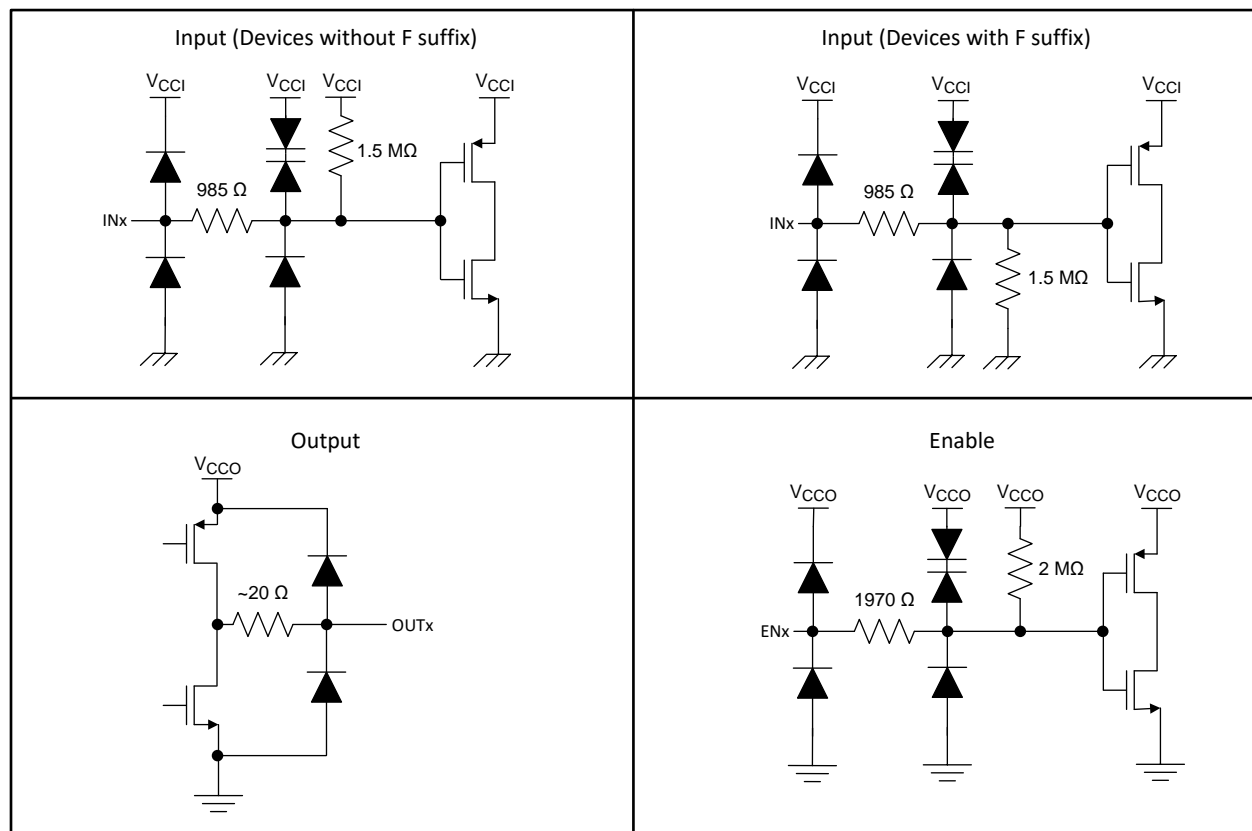 Input (Devices without F suffix)
VCCI VCCI VCCI VCCI
1.5 MΩ
985 Ω
INx
Input (Devices with F suffix)
VCCI VCCI VCCI
985 Ω
INx
1.5 MΩ
Output
VCCO
~20 Ω
OUTx
Enable
VCCO VCCO VCCO VCCO
2 MΩ
1970 Ω
ENx